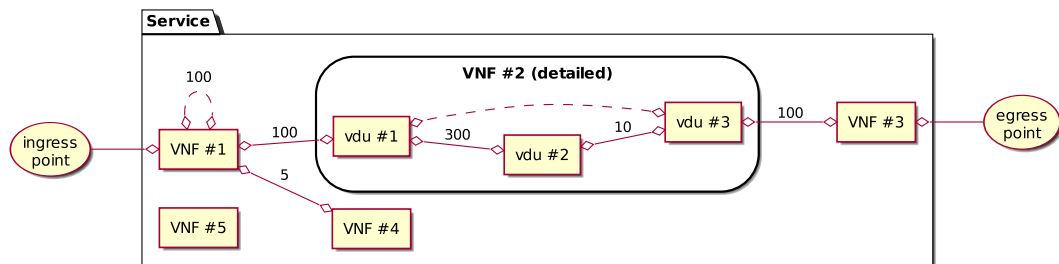 Service
VNF #2 (detailed)
100
ingress
point
VNF #1
100
vdu #1
300
vdu #2
10
vdu #3
100
VNF #3
egress
point
5
VNF #5
VNF #4